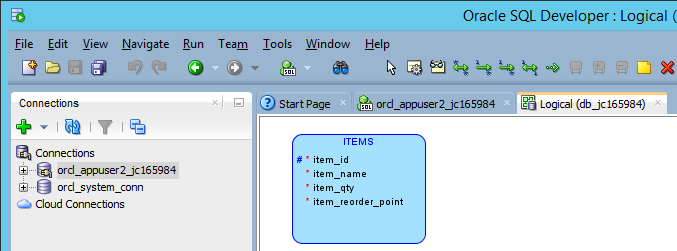 Oracle SQL Developer : Logical (
File Edit View Navigate Run Team Tools Window Help
SQL
Connections
Start Page orcl_appuser2_jc165984 Logical (db_jc165984)
Connections
orcl_appuser2_jc165984
orcl_system_conn
Cloud Connections
ITEMS
# * item_id
* item_name
* item_qty
* item_reorder_point